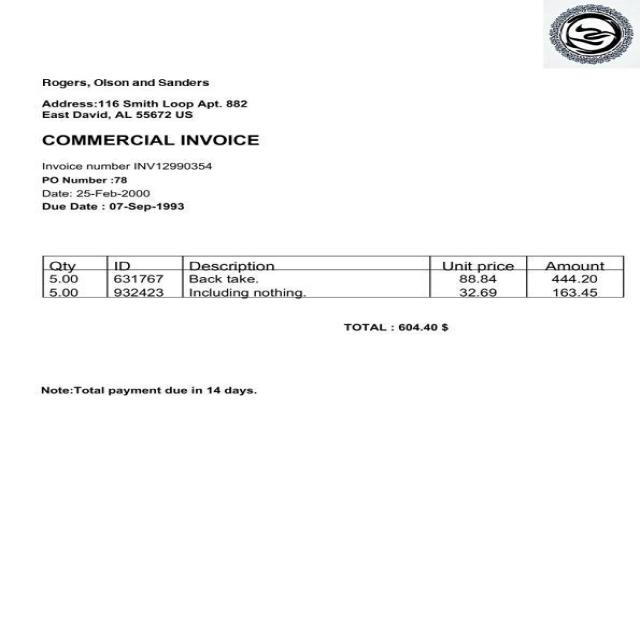 Rogers, Olson and Sanders
Address:116 Smith Loop Apt. 882
East David, AL 55672 US
COMMERCIAL INVOICE
Invoice number INV12990354
PO Number :78
Date: 25-Feb-2000
Due Date : 07-Sep-1993
Qty ID Description Unit price Amount
5.00 631767 Back take. 88.84 444.20
5.00 932423 Including nothing. 32.69 163.45
TOTAL : 604.40 $
Note:Total payment due in 14 days.